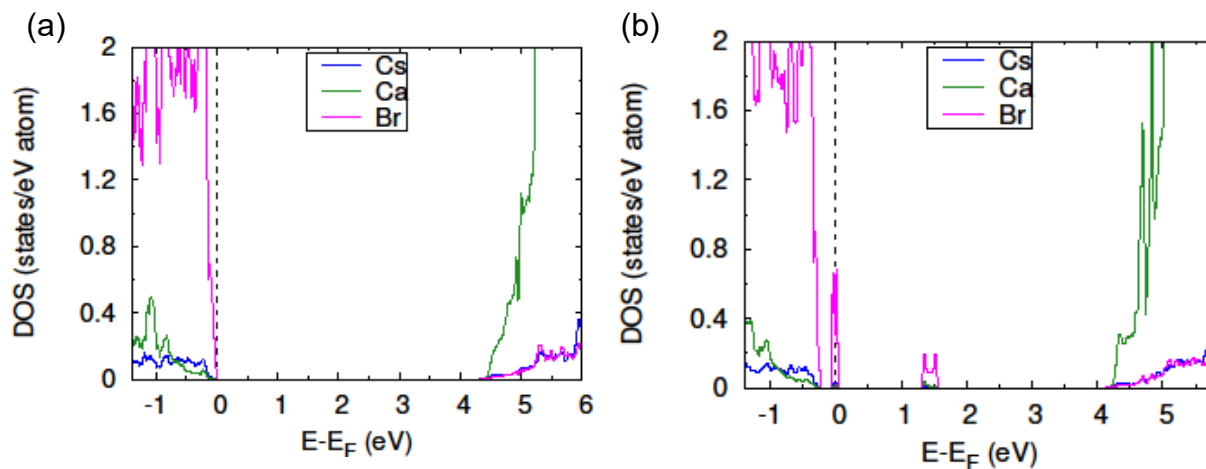 (a)
DOS (states/eV atom)
2
1.6
1.2
0.8
0.4
0
Cs
Ca
Br
-1 0 1 2 3 4 5 6
E-E_F (eV)
(b)
DOS (states/eV atom)
2
1.6
1.2
0.8
0.4
0
Cs
Ca
Br
-1 0 1 2 3 4 5
E-E_F (eV)